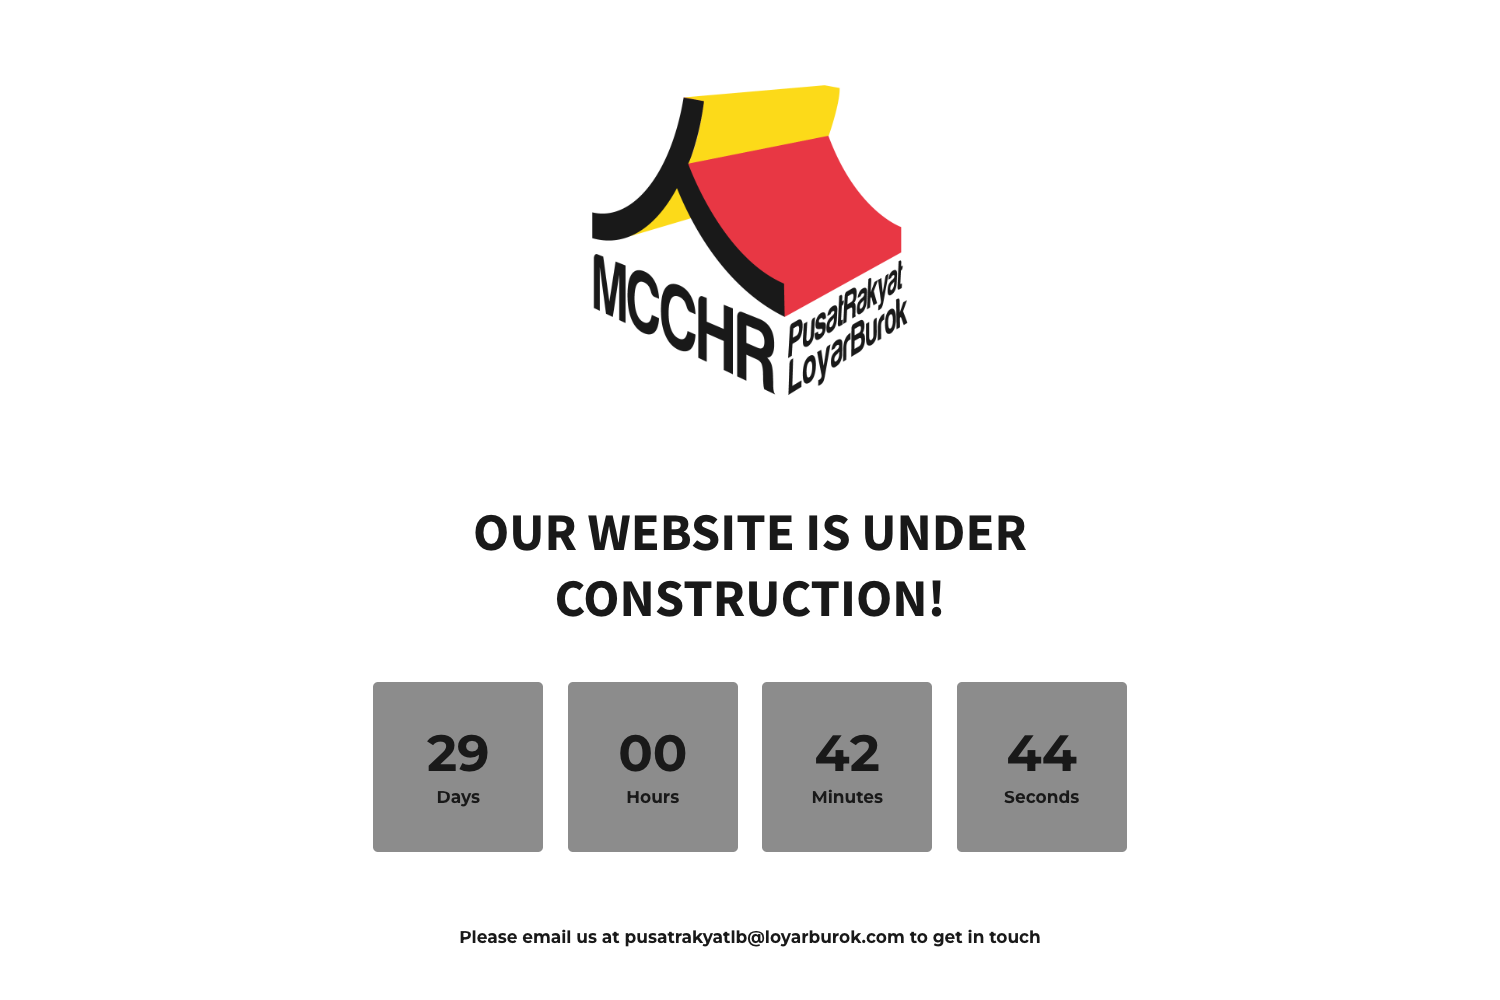 MCCHR
PusatRakyat
LoyarBurok
OUR WEBSITE IS UNDER
CONSTRUCTION!
29
Days
00
Hours
42
Minutes
44
Seconds
Please email us at pusatrakyatlb@loyarburok.com to get in touch